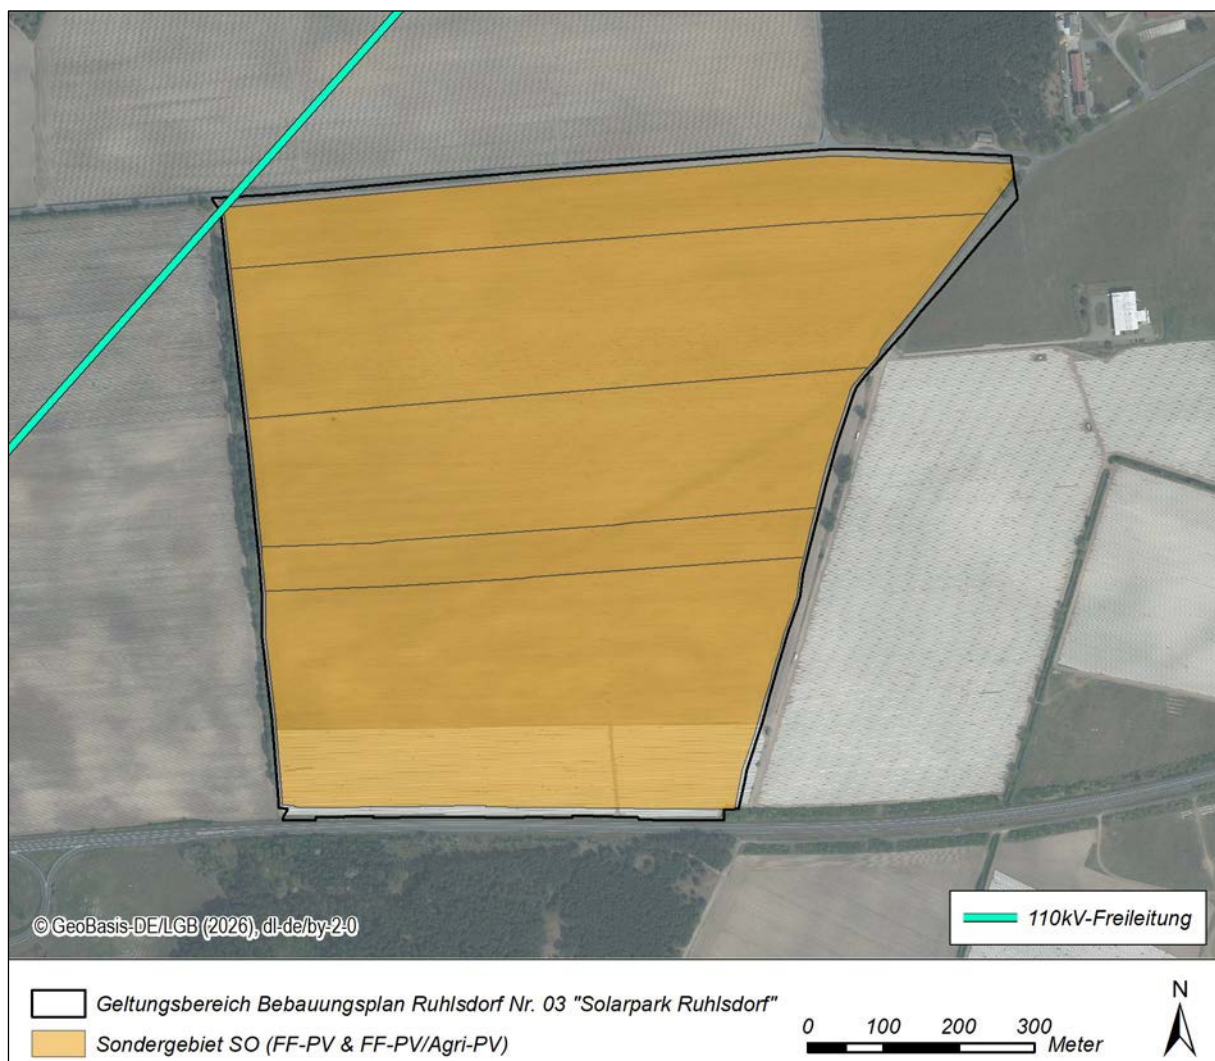 © GeoBasis-DE/LGB (2026), dl-de/by-2-0
110kV-Freileitung
Geltungsbereich Bebauungsplan Ruhlsdorf Nr. 03 "Solarpark Ruhlsdorf"
Sondergebiet SO (FF-PV & FF-PV/Agri-PV)
0 100 200 300
Meter
N